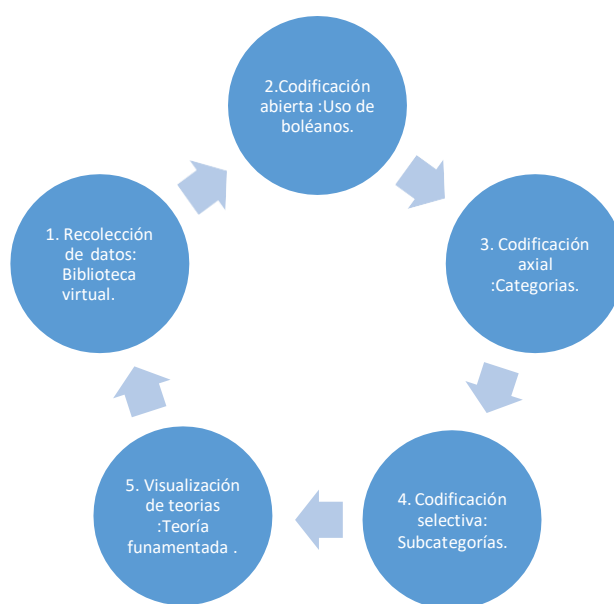 2.Codificación
abierta :Uso de
boléanos.
1. Recolección
de datos:
Biblioteca
virtual.
3. Codificación
axial
:Categorias.
5. Visualización
de teorias
:Teoría
funamentada .
4. Codificación
selectiva:
Subcategorías.